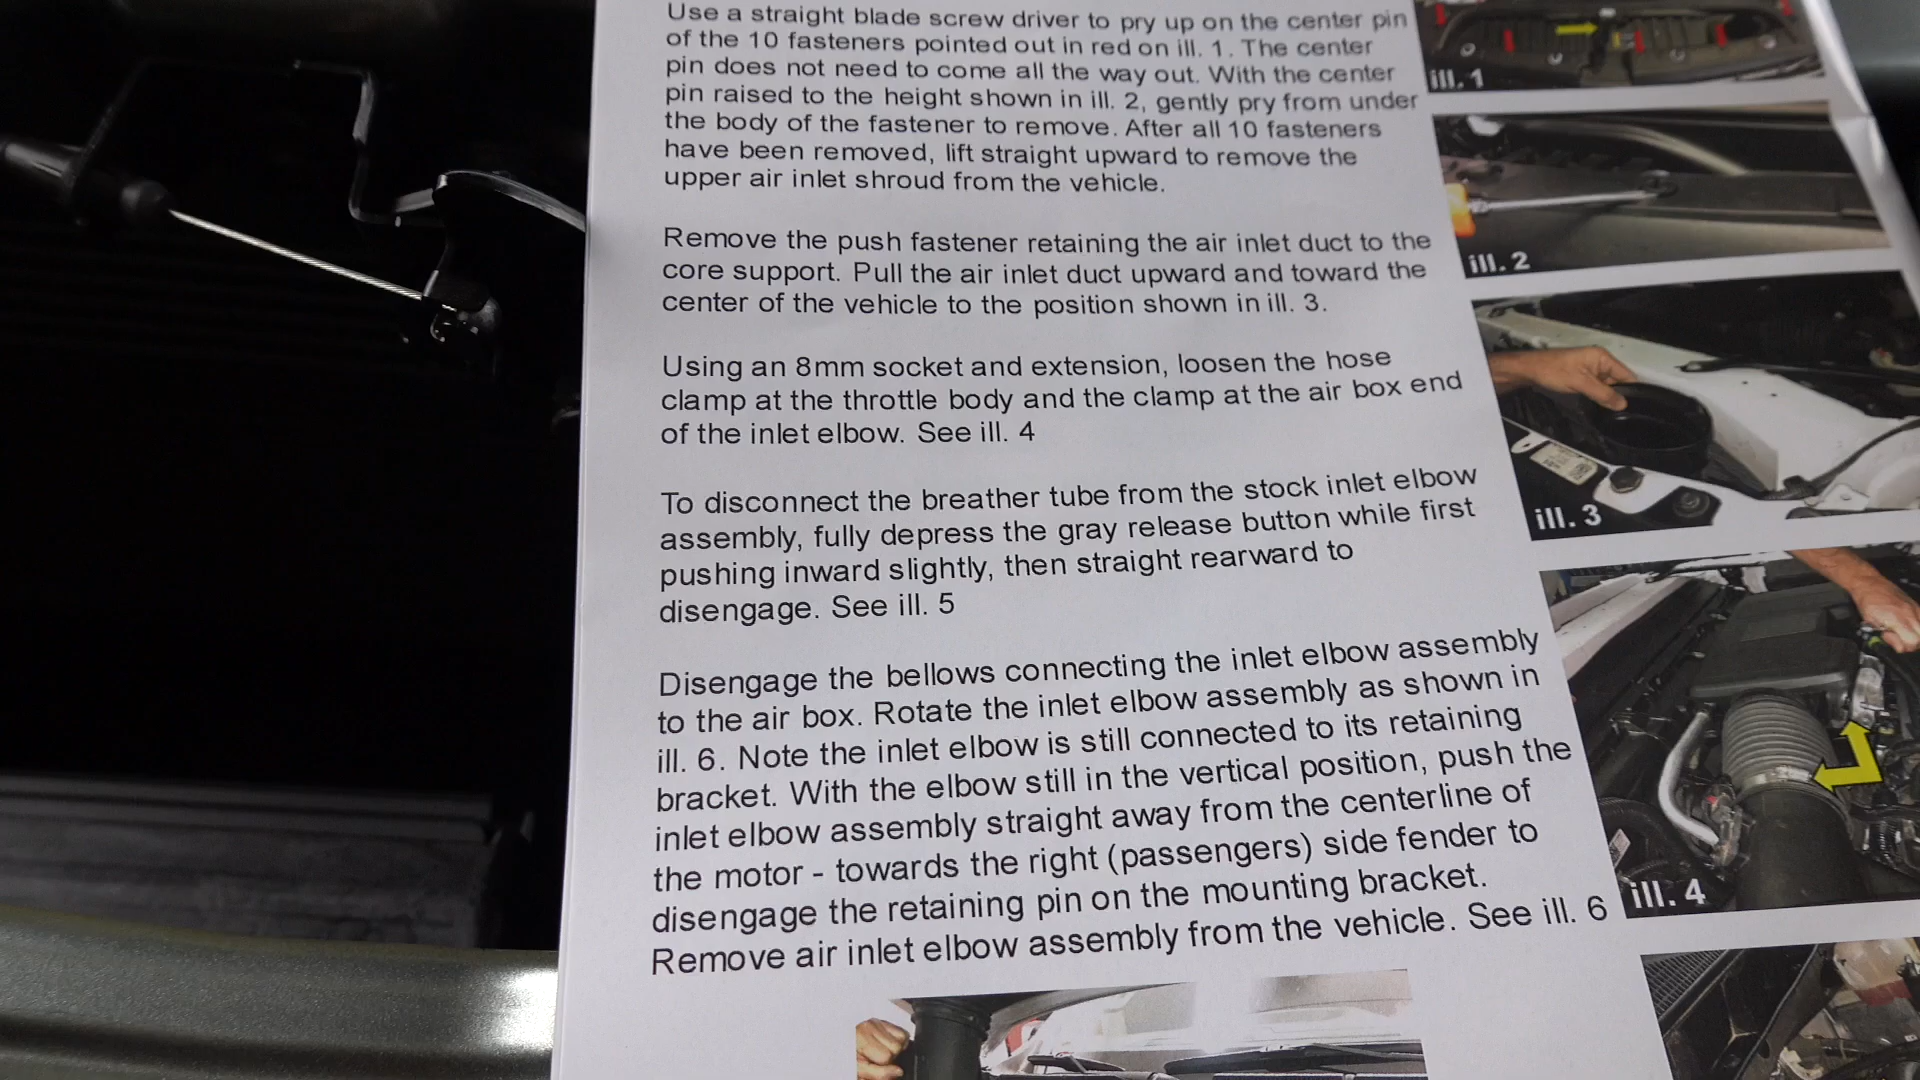 Use a straight blade screw driver to pry up on the center pin
of the 10 fasteners pointed out in red on ill. 1. The center
pin does not need to come all the way out. With the center
pin raised to the height shown in ill. 2, gently pry from under
the body of the fastener to remove. After all 10 fasteners
have been removed, lift straight upward to remove the
upper air inlet shroud from the vehicle.
Remove the push fastener retaining the air inlet duct to the
core support. Pull the air inlet duct upward and toward the
center of the vehicle to the position shown in ill. 3.
Using an 8mm socket and extension, loosen the hose
clamp at the throttle body and the clamp at the air box end
of the inlet elbow. See ill. 4
To disconnect the breather tube from the stock inlet elbow
assembly, fully depress the gray release button while first
pushing inward slightly, then straight rearward to
disengage. See ill. 5
Disengage the bellows connecting the inlet elbow assembly
to the air box. Rotate the inlet elbow assembly as shown in
ill. 6. Note the inlet elbow is still connected to its retaining
bracket. With the elbow still in the vertical position, push the
inlet elbow assembly straight away from the centerline of
the motor - towards the right (passengers) side fender to
disengage the retaining pin on the mounting bracket.
Remove air inlet elbow assembly from the vehicle. See ill. 6
ill. 1
ill. 2
ill. 3
ill. 4